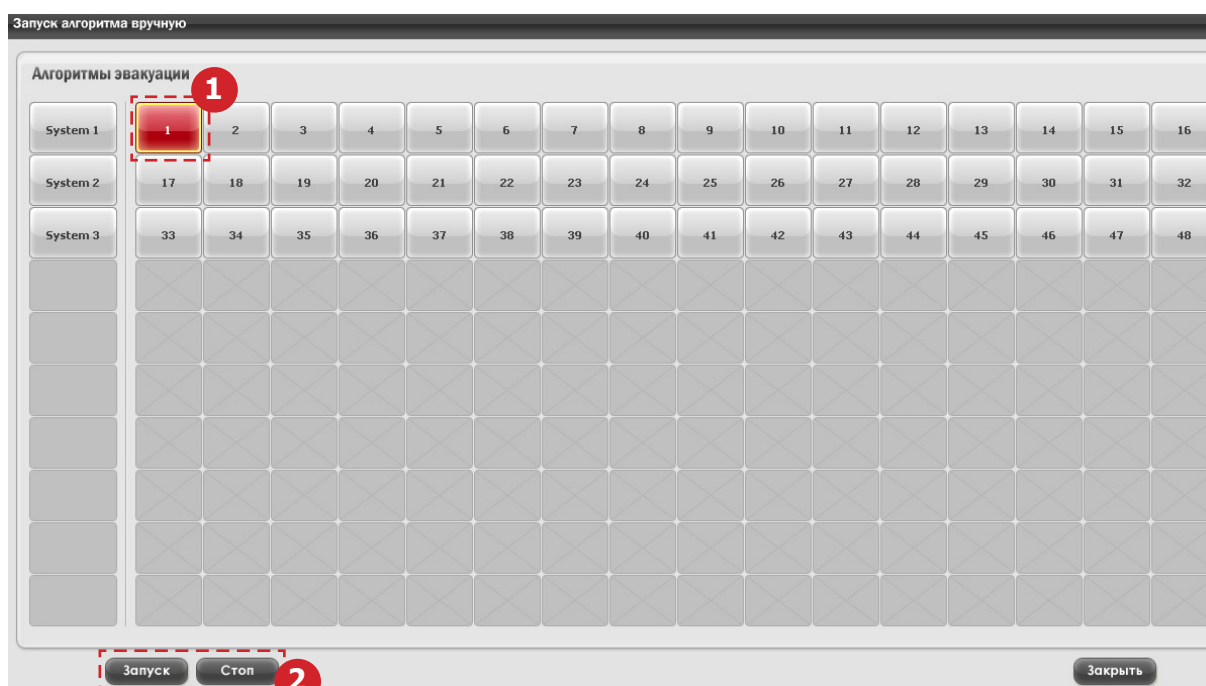 Запуск алгоритма вручную
Алгоритмы эвакуации
1
System 1 1 2 3 4 5 6 7 8 9 10 11 12 13 14 15 16
System 2 17 18 19 20 21 22 23 24 25 26 27 28 29 30 31 32
System 3 33 34 35 36 37 38 39 40 41 42 43 44 45 46 47 48
Запуск Стоп 2 Закрыть